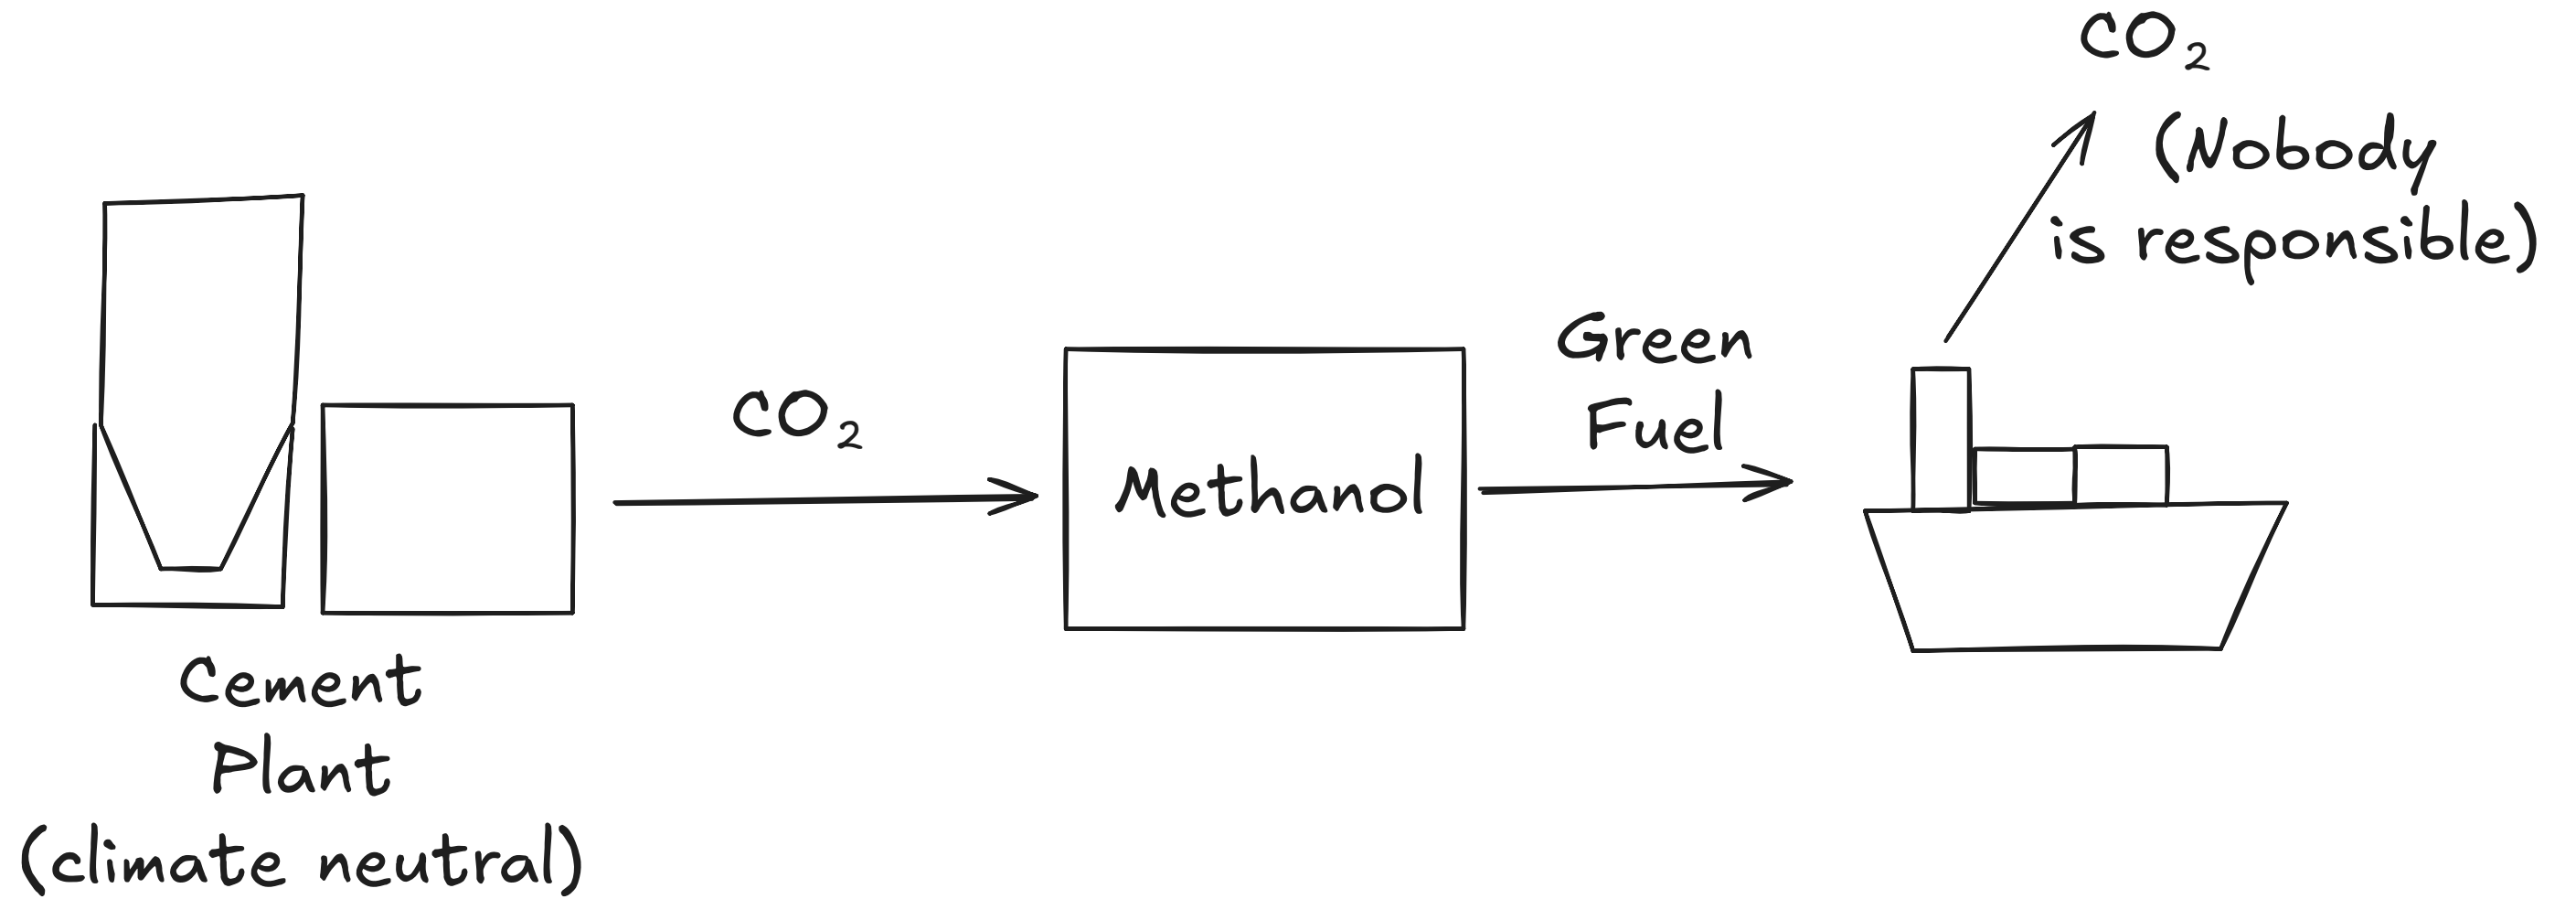 Cement
Plant
(climate neutral)
CO₂
Methanol
Green
Fuel
CO₂
(Nobody
is responsible)